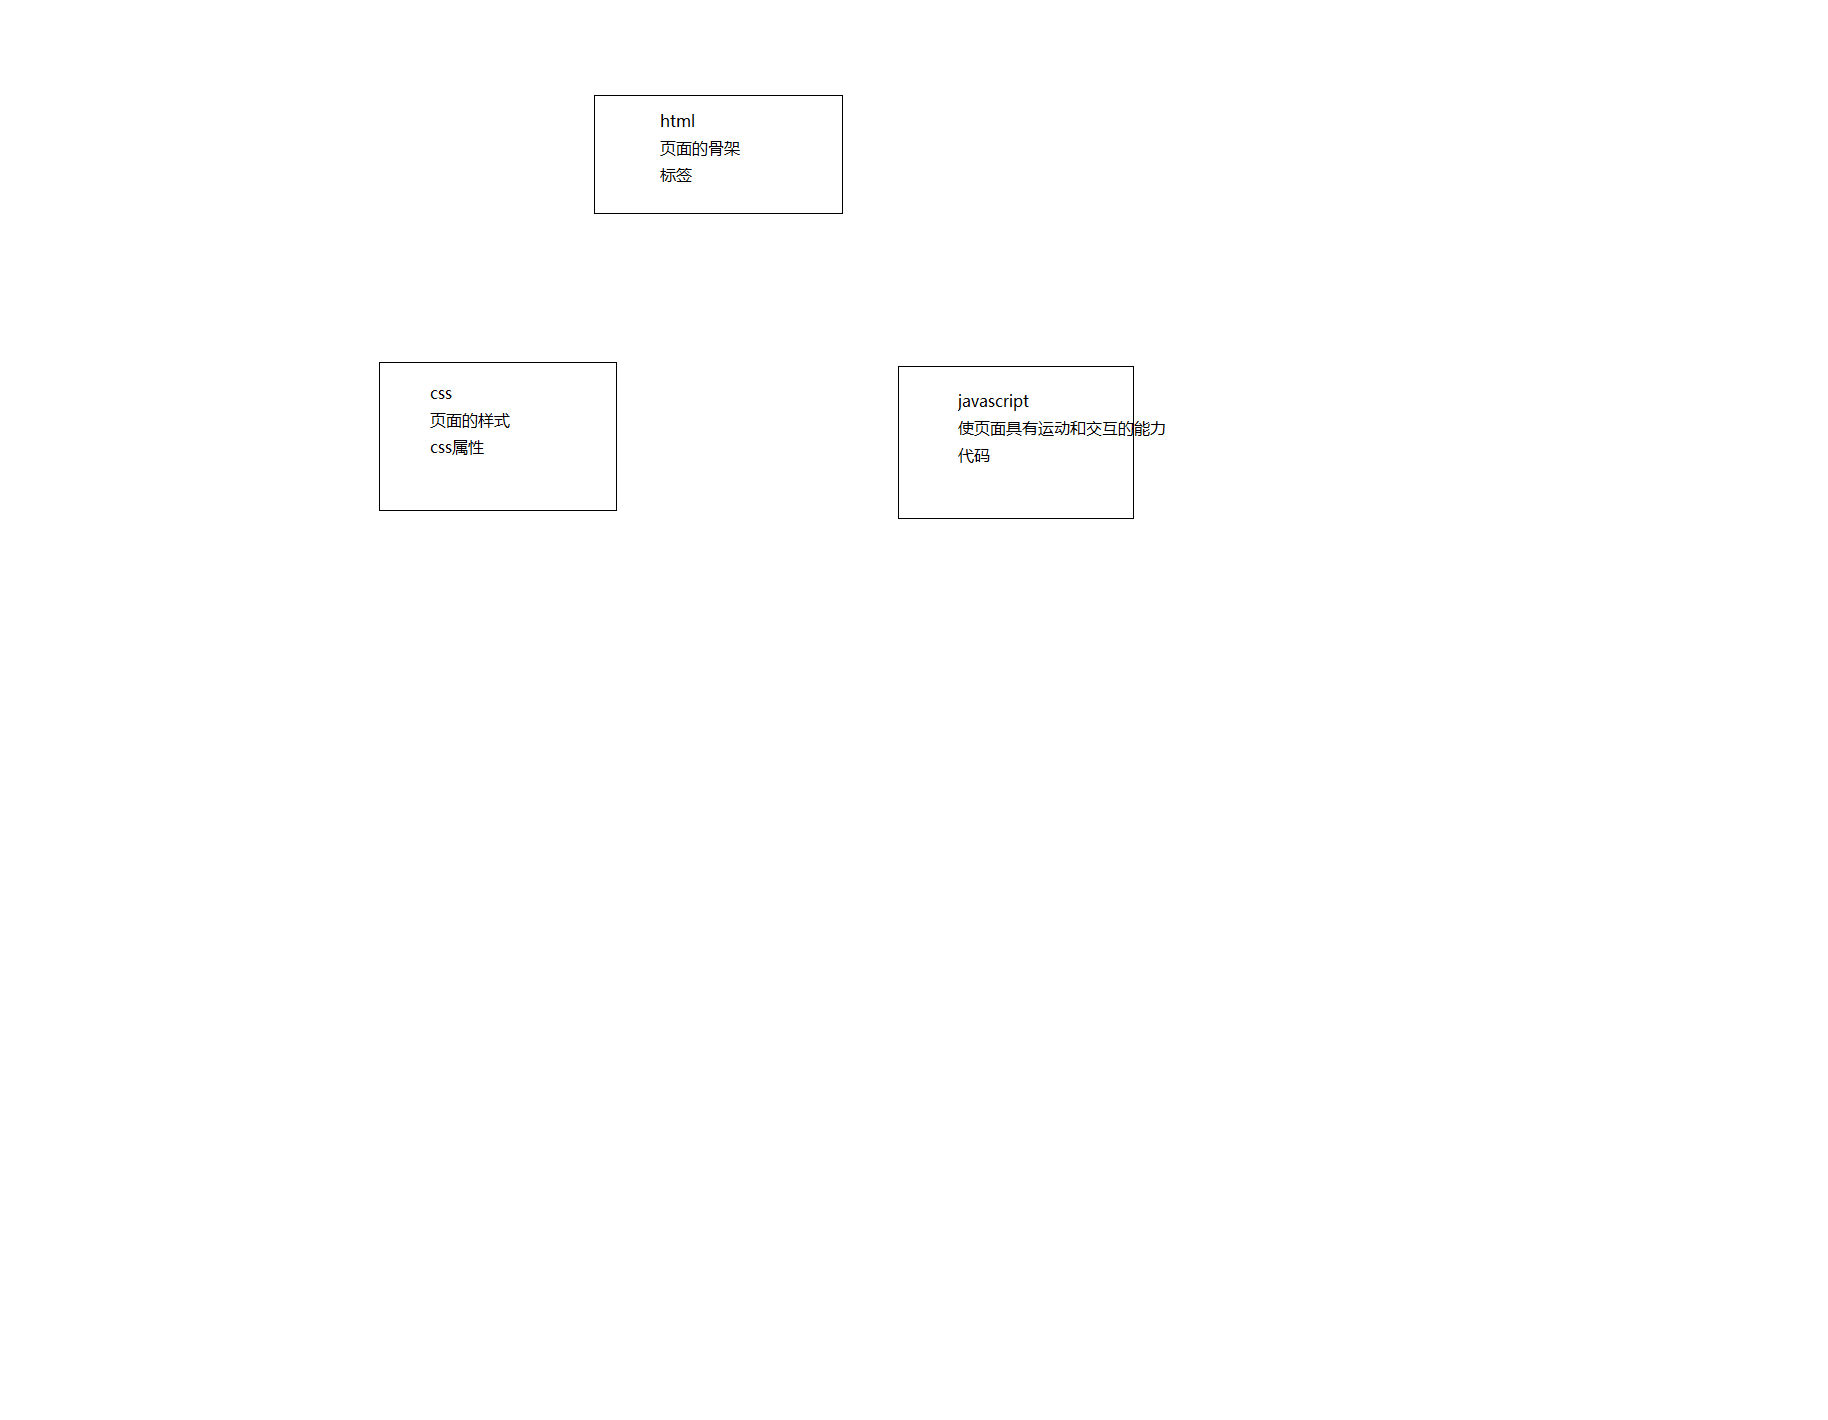 html
页面的骨架
标签
css
页面的样式
css属性
javascript
使页面具有运动和交互的能力
代码